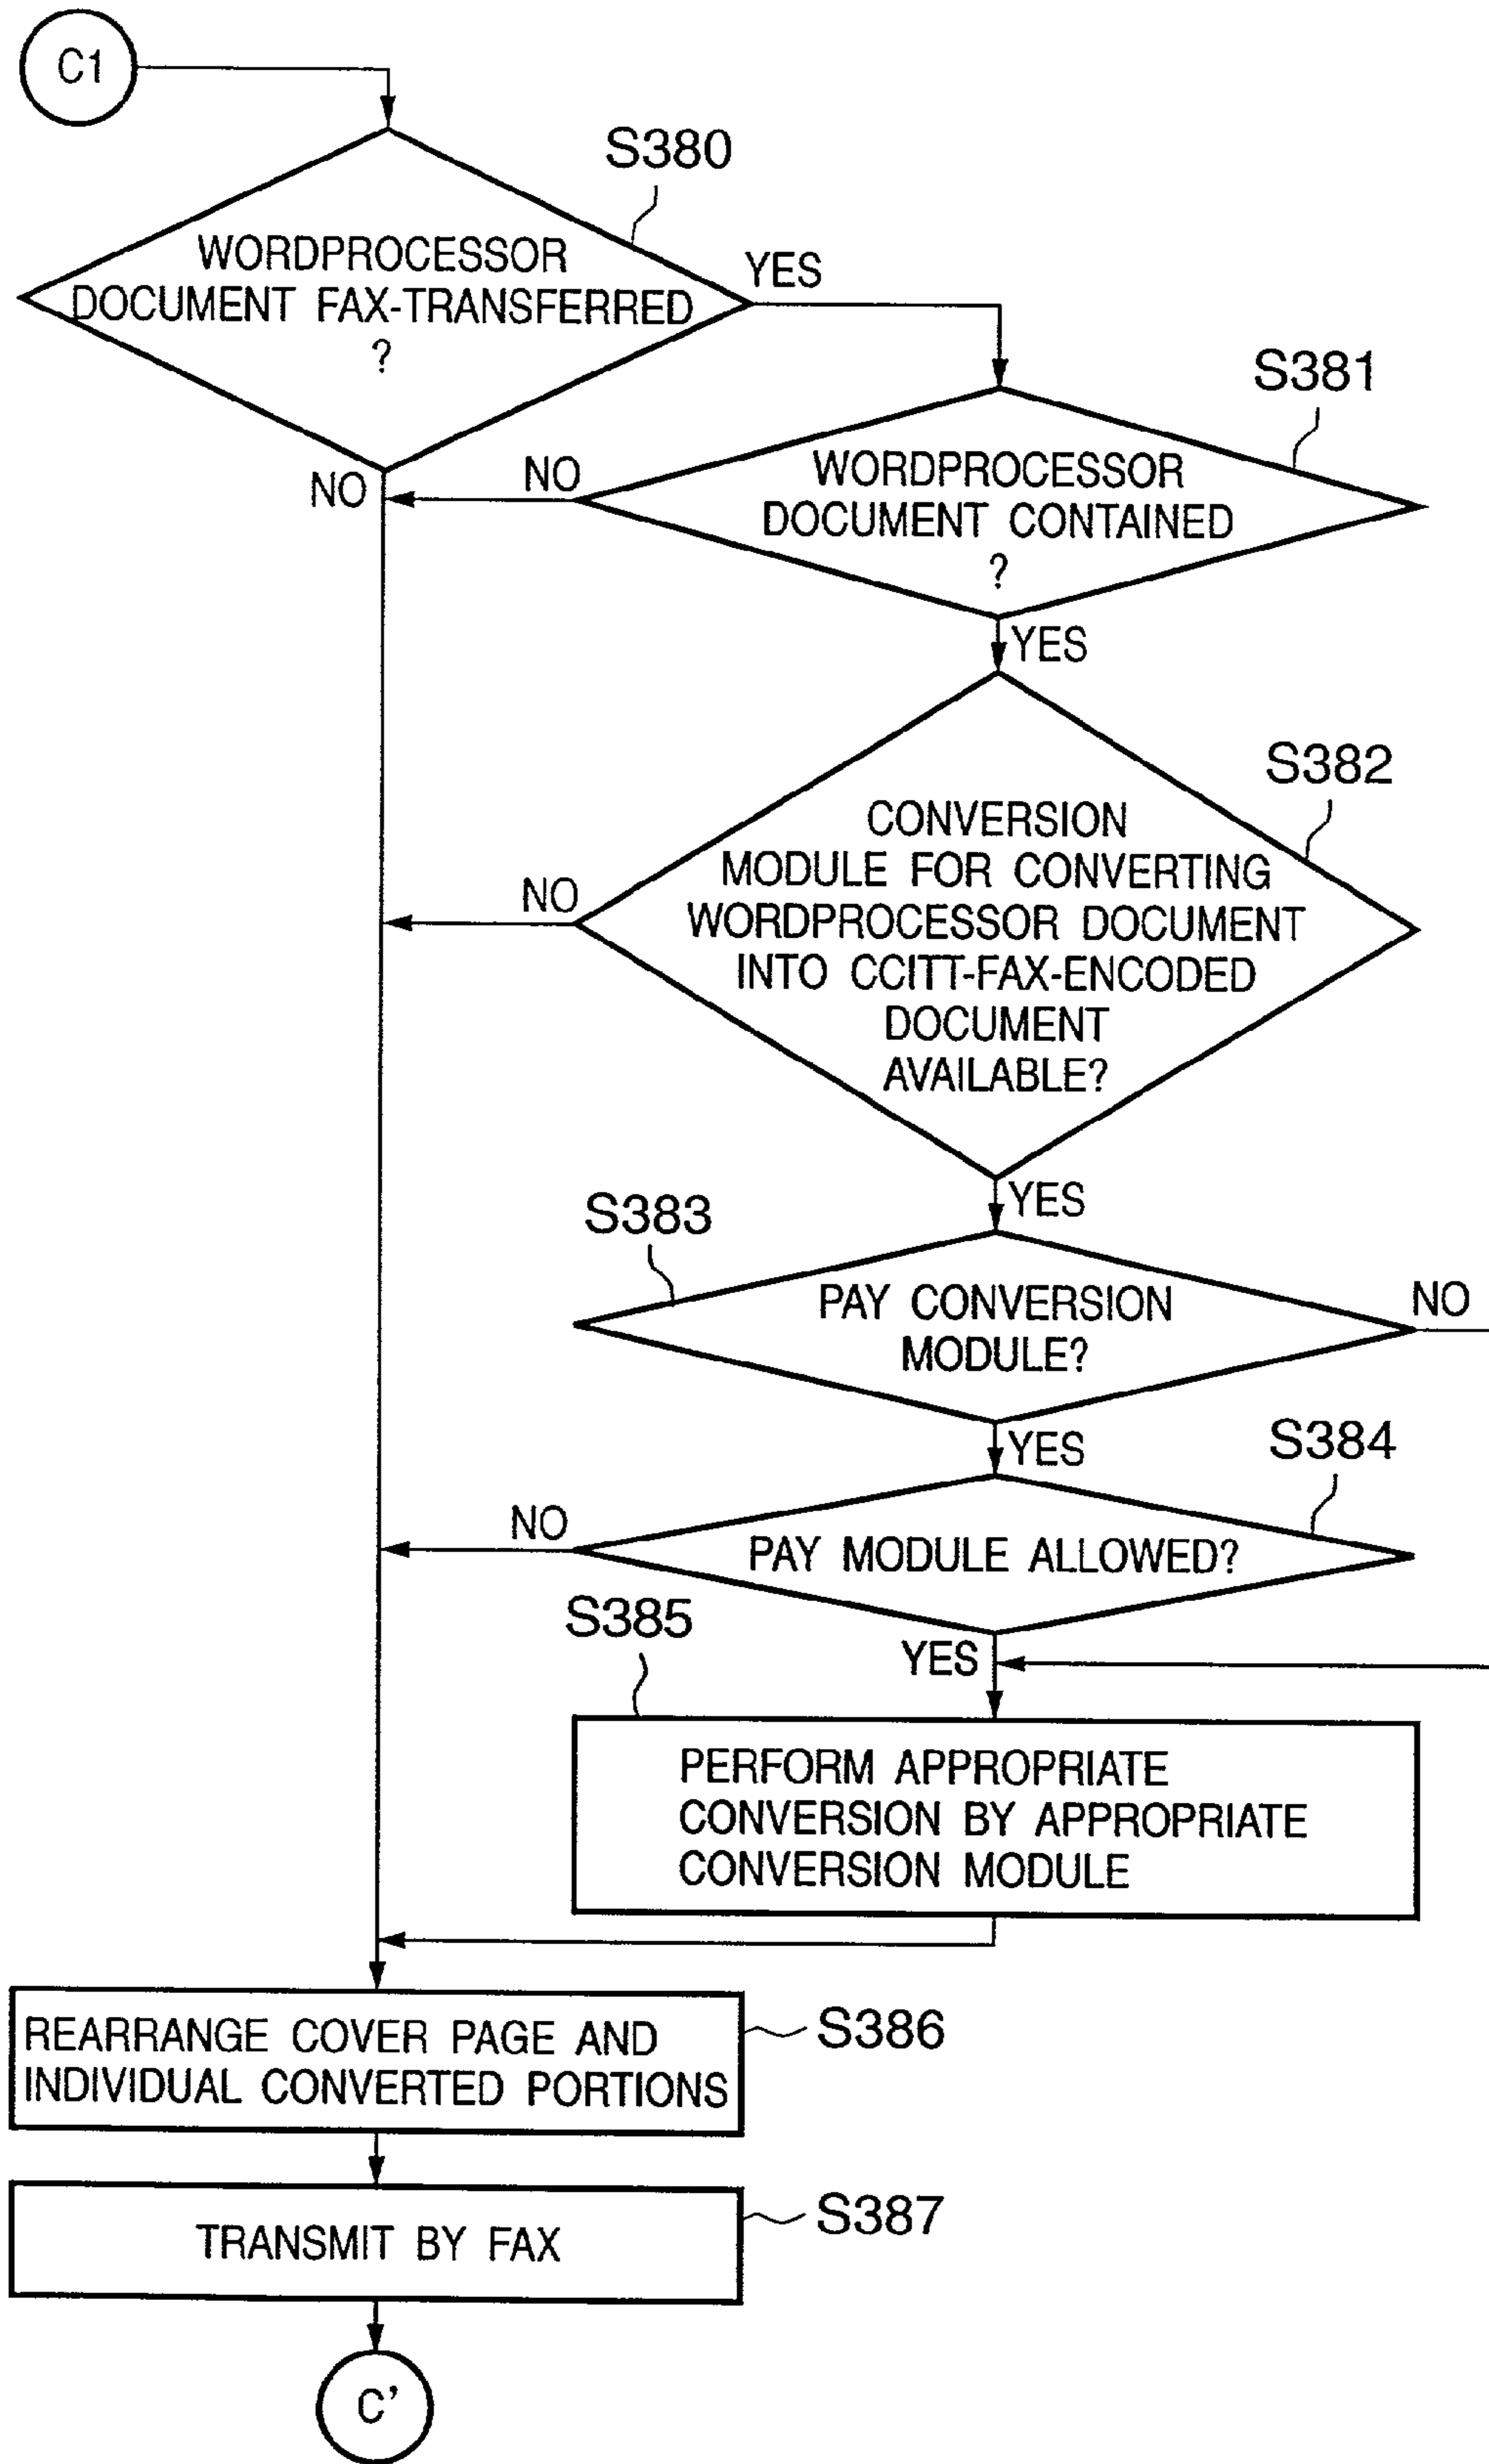 C1
S380
WORDPROCESSOR
DOCUMENT FAX-TRANSFERRED
?
YES
NO
S381
WORDPROCESSOR
DOCUMENT CONTAINED
?
NO
YES
S382
CONVERSION
MODULE FOR CONVERTING
WORDPROCESSOR DOCUMENT
INTO CCITT-FAX-ENCODED
DOCUMENT
AVAILABLE?
NO
YES
S383
PAY CONVERSION
MODULE?
NO
YES
S384
PAY MODULE ALLOWED?
NO
YES
S385
PERFORM APPROPRIATE
CONVERSION BY APPROPRIATE
CONVERSION MODULE
REARRANGE COVER PAGE AND
INDIVIDUAL CONVERTED PORTIONS
S386
TRANSMIT BY FAX
S387
C'